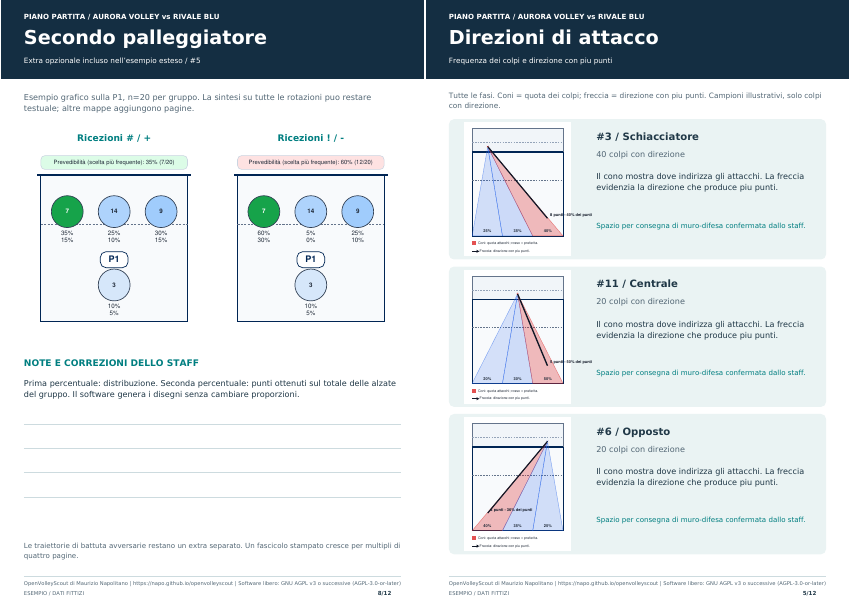 PIANO PARTITA / AURORA VOLLEY vs RIVALE BLU
Secondo palleggiatore
Extra opzionale incluso nell'esempio esteso / #5
Esempio grafico sulla P1, n=20 per gruppo. La sintesi su tutte le rotazioni puo restare
testuale; altre mappe aggiungono pagine.
Ricezioni # / +
Prevedibilità (scelta più frequente): 35% (7/20)
7
14
9
35%
25%
30%
15%
10%
15%
P1
3
10%
5%
Ricezioni ! / -
Prevedibilità (scelta più frequente): 60% (12/20)
7
14
9
60%
5%
25%
30%
0%
10%
P1
3
10%
5%
NOTE E CORREZIONI DELLO STAFF
Prima percentuale: distribuzione. Seconda percentuale: punti ottenuti sul totale delle alzate
del gruppo. Il software genera i disegni senza cambiare proporzioni.
Le traiettorie di battuta avversarie restano un extra separato. Un fascicolo stampato cresce per multipli di
quattro pagine.
OpenVolleyScout di Maurizio Napolitano | https://napo.github.io/openvolleyscout | Software libero: GNU AGPL v3 o successive (AGPL-3.0-or-later)
ESEMPIO / DATI FITTIZI
8/12
PIANO PARTITA / AURORA VOLLEY vs RIVALE BLU
Direzioni di attacco
Frequenza dei colpi e direzione con piu punti
Tutte le fasi. Coni = quota dei colpi; freccia = direzione con piu punti. Campioni illustrativi, solo colpi
con direzione.
25%
35%
40%
#3 / Schiacciatore
40 colpi con direzione
Il cono mostra dove indirizza gli attacchi. La freccia
evidenzia la direzione che produce piu punti.
Spazio per consegna di muro-difesa confermata dallo staff.
20%
30%
50%
#11 / Centrale
20 colpi con direzione
Il cono mostra dove indirizza gli attacchi. La freccia
evidenzia la direzione che produce piu punti.
Spazio per consegna di muro-difesa confermata dallo staff.
40%
35%
25%
#6 / Opposto
20 colpi con direzione
Il cono mostra dove indirizza gli attacchi. La freccia
evidenzia la direzione che produce piu punti.
Spazio per consegna di muro-difesa confermata dallo staff.
OpenVolleyScout di Maurizio Napolitano | https://napo.github.io/openvolleyscout | Software libero: GNU AGPL v3 o successive (AGPL-3.0-or-later)
ESEMPIO / DATI FITTIZI
5/12